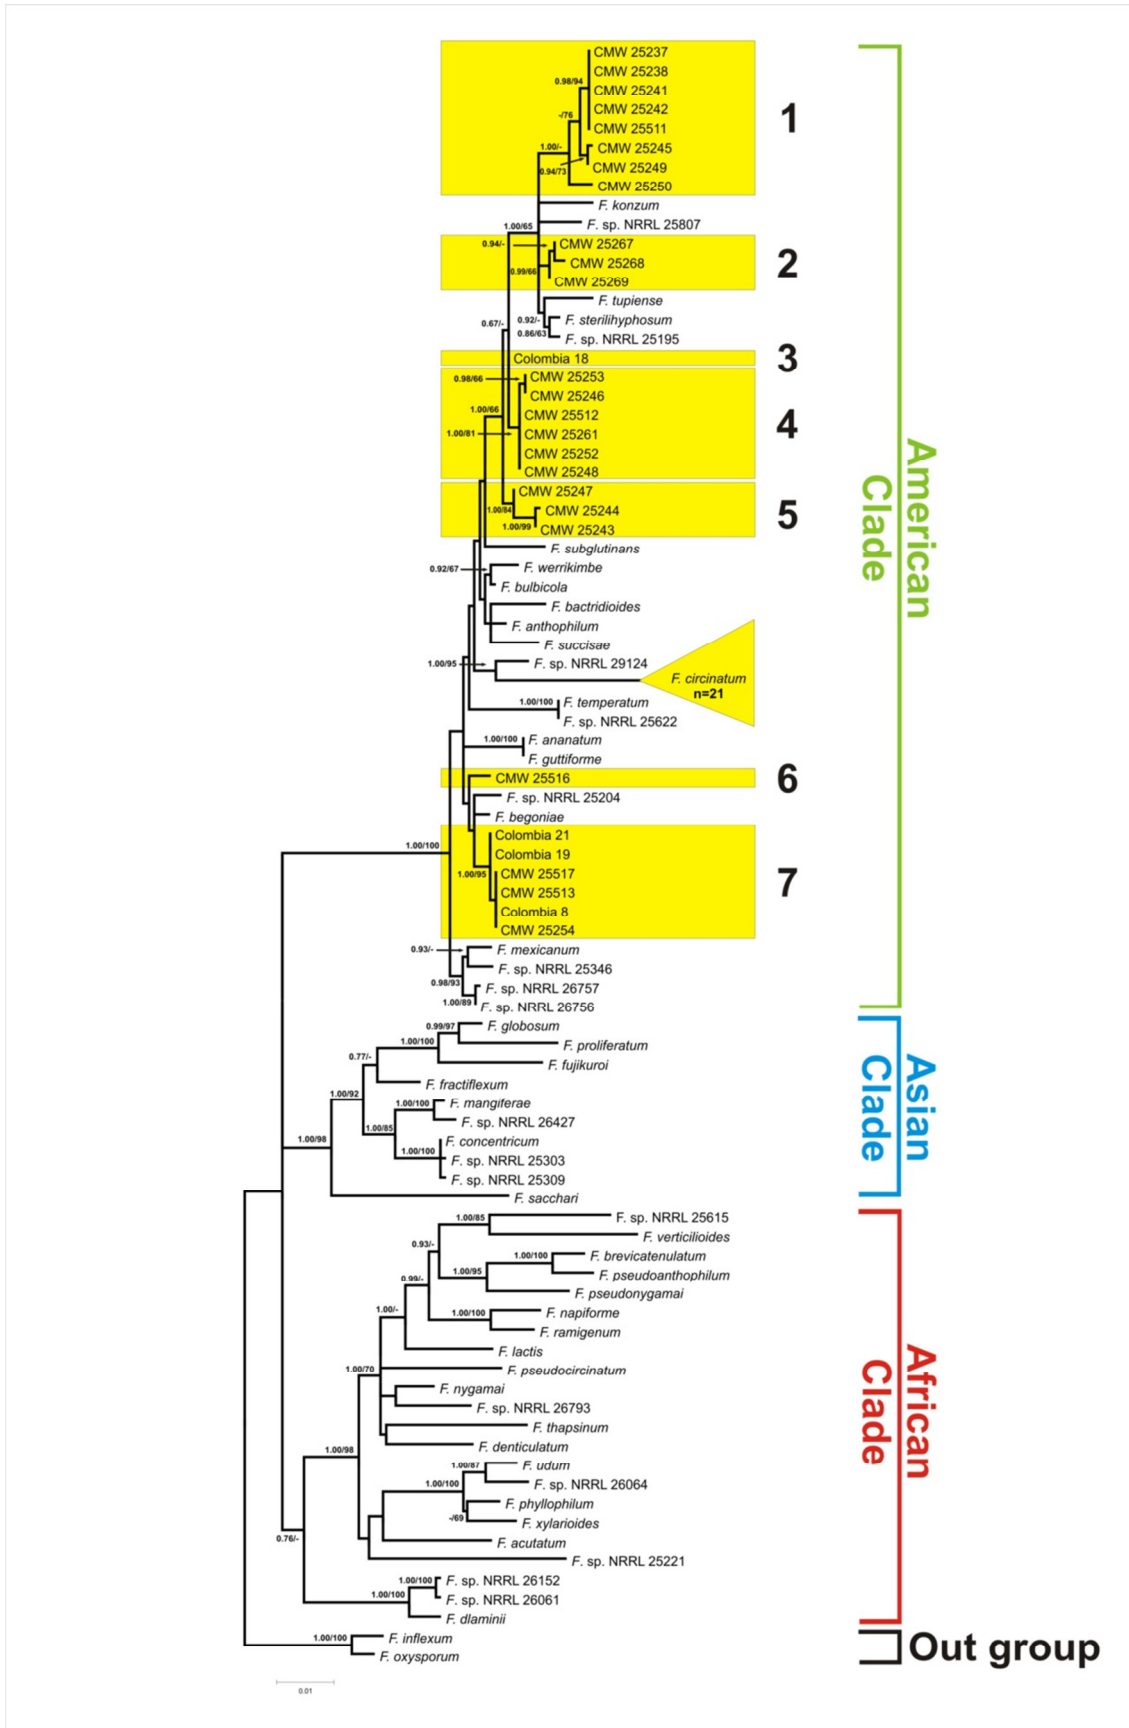 CMW 25237
CMW 25238
0.98/94
CMW 25241
CMW 25242
-/76
1
CMW 25511
1.00/-
CMW 25245
0.94/73
CMW 25249
CMW 25250
F. konzum
1.00/65
F. sp. NRRL 25807
0.94/-
CMW 25267
CMW 25268
2
0.99/66
CMW 25269
F. tupiense
0.67/-
0.92/-
F. sterilihyphosum
0.86/63
F. sp. NRRL 25195
Colombia 18
3
0.98/66
CMW 25253
CMW 25246
1.00/66
CMW 25512
4
1.00/81
CMW 25261
CMW 25252
CMW 25248
CMW 25247
1.00/64
CMW 25244
5
1.00/99
CMW 25243
F. subglutinans
0.92/67
F. werrikimbe
F. bulbicola
F. bactridioides
F. anthophilum
F. succisae
1.00/95
F. sp. NRRL 29124
F. circinatum
n=21
1.00/100
F. temperatum
F. sp. NRRL 25622
1.00/100
F. ananatum
F. guttiforme
CMW 25516
6
F. sp. NRRL 25204
F. begoniae
1.00/100
Colombia 21
Colombia 19
1.00/95
CMW 25517
7
CMW 25513
Colombia 8
CMW 25254
0.93/-
F. mexicanum
F. sp. NRRL 25346
0.98/93
F. sp. NRRL 26757
1.00/89
F. sp. NRRL 26756
American
Clade
0.99/97
F. globosum
1.00/100
F. proliferatum
0.77/-
F. fujikuroi
F. fractiflexum
1.00/92
1.00/100
F. mangiferae
F. sp. NRRL 26427
1.00/85
1.00/98
F. concentricum
1.00/100
F. sp. NRRL 25303
F. sp. NRRL 25309
F. sacchari
Asian
Clade
1.00/85
F. sp. NRRL 25615
F. verticilioides
0.93/-
1.00/100
F. brevicatenulatum
1.00/95
F. pseudoanthophilum
0.99/-
F. pseudonygamai
1.00/-
1.00/100
F. napiforme
F. ramigenum
F. lactis
1.00/70
F. pseudocircinatum
F. nygamai
F. sp. NRRL 26793
F. thapsinum
F. denticulatum
1.00/98
1.00/87
F. udum
1.00/100
F. sp. NRRL 26064
F. phyllophilum
-/69
F. xylarioides
0.76/-
F. acutatum
F. sp. NRRL 25221
1.00/100
F. sp. NRRL 26152
1.00/100
F. sp. NRRL 26061
F. dlaminii
African
Clade
1.00/100
F. inflexum
F. oxysporum
Out group
0.01